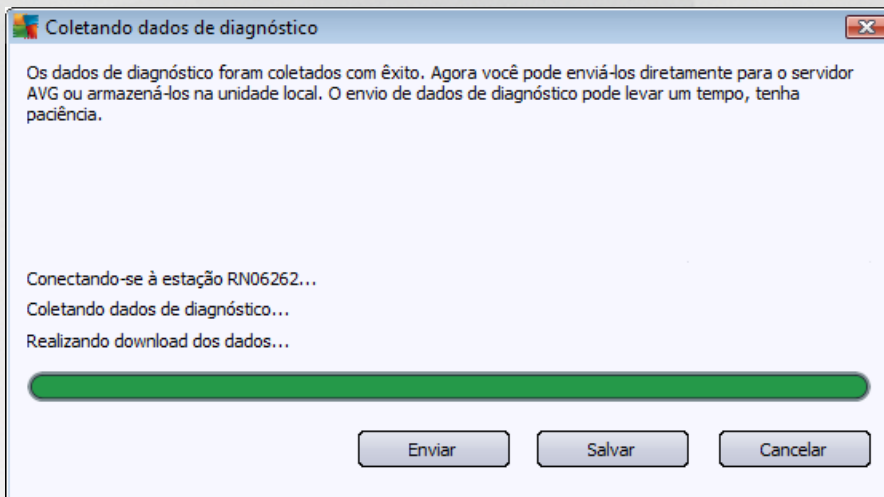 Coletando dados de diagnóstico
Os dados de diagnóstico foram coletados com êxito. Agora você pode enviá-los diretamente para o servidor
AVG ou armazená-los na unidade local. O envio de dados de diagnóstico pode levar um tempo, tenha
paciência.
Conectando-se à estação RN06262...
Coletando dados de diagnóstico...
Realizando download dos dados...
Enviar Salvar Cancelar